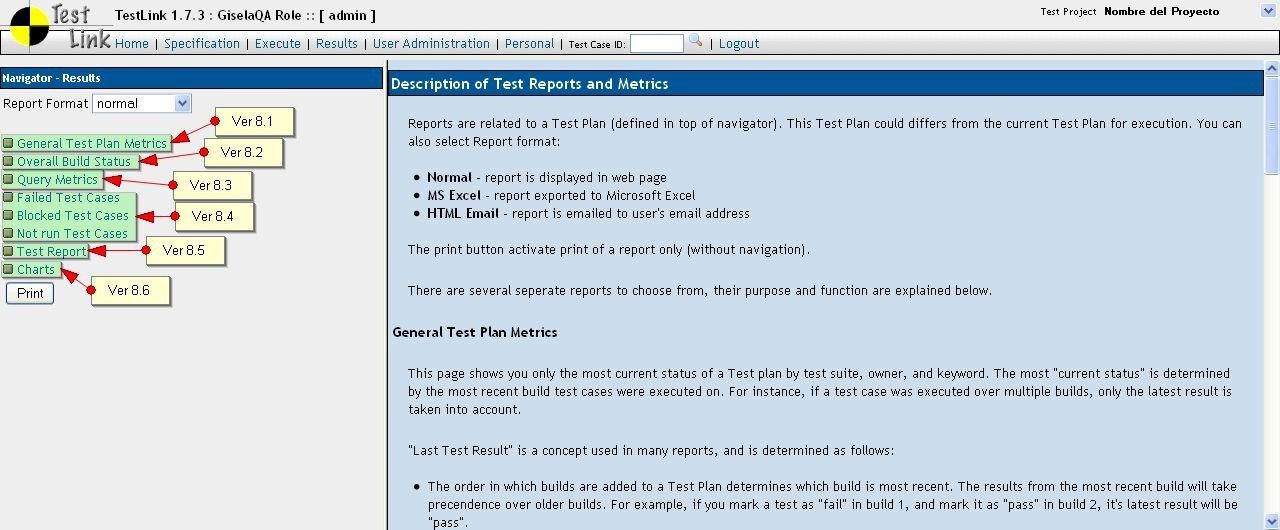 Test Link
TestLink 1.7.3 : GiselaQA Role :: [ admin ]
Test Project Nombre del Proyecto
Home | Specification | Execute | Results | User Administration | Personal | Test Case ID: | Logout
Navigator - Results
Report Format normal
Ver 8.1
General Test Plan Metrics
Ver 8.2
Overall Build Status
Query Metrics
Ver 8.3
Failed Test Cases
Blocked Test Cases
Ver 8.4
Not run Test Cases
Test Report
Ver 8.5
Charts
Print
Ver 8.6
Description of Test Reports and Metrics
Reports are related to a Test Plan (defined in top of navigator). This Test Plan could differs from the current Test Plan for execution. You can
also select Report format:
• Normal - report is displayed in web page
• MS Excel - report exported to Microsoft Excel
• HTML Email - report is emailed to user's email address
The print button activate print of a report only (without navigation).
There are several seperate reports to choose from, their purpose and function are explained below.
General Test Plan Metrics
This page shows you only the most current status of a Test plan by test suite, owner, and keyword. The most "current status" is determined
by the most recent build test cases were executed on. For instance, if a test case was executed over multiple builds, only the latest result is
taken into account.
"Last Test Result" is a concept used in many reports, and is determined as follows:
• The order in which builds are added to a Test Plan determines which build is most recent. The results from the most recent build will take
precendence over older builds. For example, if you mark a test as "fail" in build 1, and mark it as "pass" in build 2, it's latest result will be
"pass".